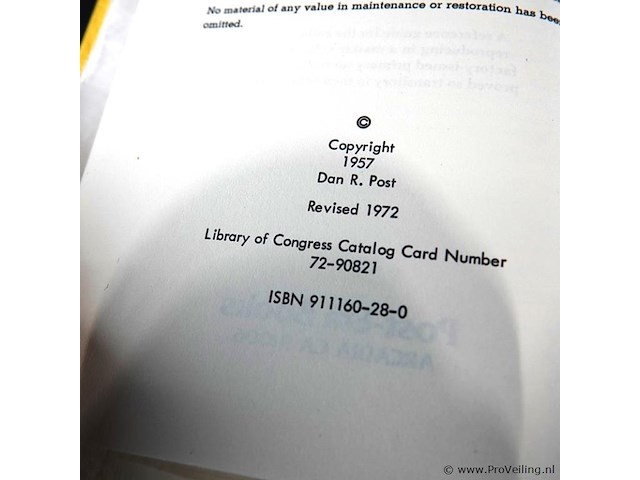 No material of any value in maintenance or restoration has been
omitted.
©
Copyright
1957
Dan R. Post
Revised 1972
Library of Congress Catalog Card Number
72-90821
ISBN 911160-28-0
© www.ProVeiling.nl